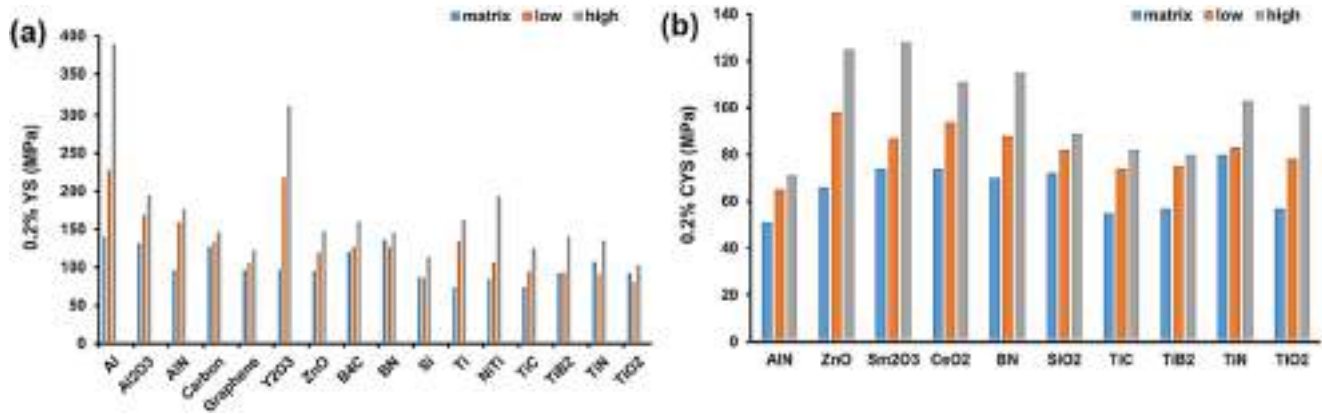 (a)
matrix low high
400
350
300
250
200
150
100
50
0
0.2% YS (MPa)
Al
Al2O3
AlN
Carbon
Graphene
Y2O3
ZnO
B4C
BN
Si
Ti
NiTi
TiC
TiB2
TiN
TiO2
(b)
matrix low high
140
120
100
80
60
40
20
0
0.2% CYS (MPa)
AlN ZnO Sm2O3 CeO2 BN SiO2 TiC TiB2 TiN TiO2